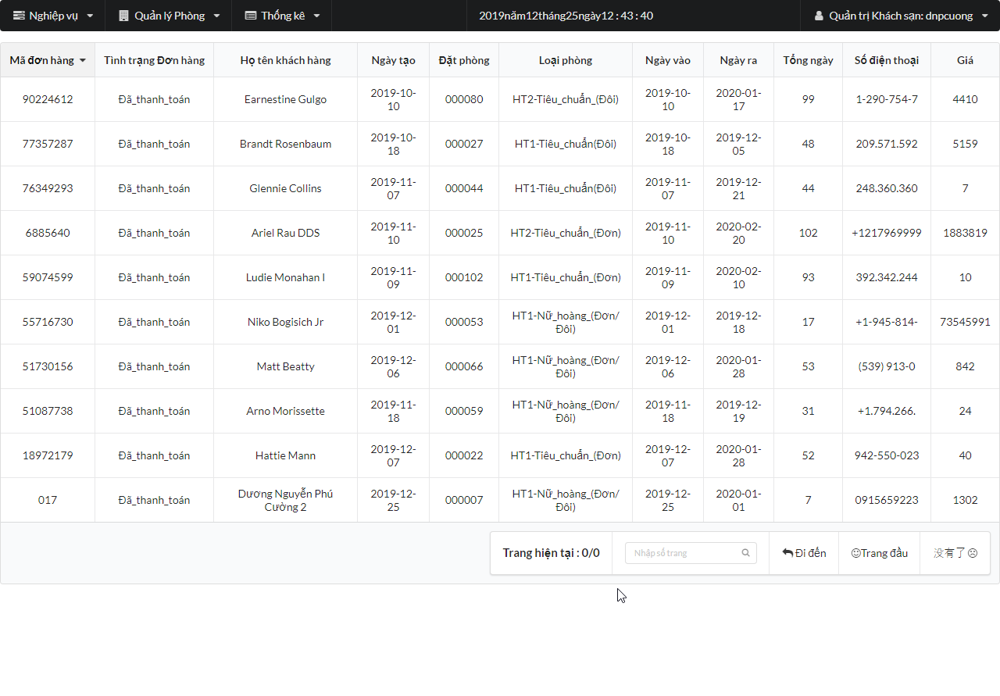 Nghiệp vụ Quản lý Phòng Thống kê 2019năm12tháng25ngày12 : 43 : 40 Quản trị Khách sạn: dnpcuong
Mã đơn hàng Tình trạng Đơn hàng Họ tên khách hàng Ngày tạo Đặt phòng Loại phòng Ngày vào Ngày ra Tổng ngày Số điện thoại Giá
90224612 Đã_thanh_toán Earnestine Gulgo 2019-10-10 000080 HT2-Tiêu_chuẩn_(Đôi) 2019-10-10 2020-01-17 99 1-290-754-7 4410
77357287 Đã_thanh_toán Brandt Rosenbaum 2019-10-18 000027 HT1-Tiêu_chuẩn(Đôi) 2019-10-18 2019-12-05 48 209.571.592 5159
76349293 Đã_thanh_toán Glennie Collins 2019-11-07 000044 HT1-Tiêu_chuẩn(Đôi) 2019-11-07 2019-12-21 44 248.360.360 7
6885640 Đã_thanh_toán Ariel Rau DDS 2019-11-10 000025 HT2-Tiêu_chuẩn_(Đơn) 2019-11-10 2020-02-20 102 +1217969999 1883819
59074599 Đã_thanh_toán Ludie Monahan I 2019-11-09 000102 HT1-Tiêu_chuẩn_(Đơn) 2019-11-09 2020-02-10 93 392.342.244 10
55716730 Đã_thanh_toán Niko Bogisich Jr 2019-12-01 000053 HT1-Nữ_hoàng_(Đơn/Đôi) 2019-12-01 2019-12-18 17 +1-945-814- 73545991
51730156 Đã_thanh_toán Matt Beatty 2019-12-06 000066 HT1-Nữ_hoàng_(Đơn/Đôi) 2019-12-06 2020-01-28 53 (539) 913-0 842
51087738 Đã_thanh_toán Arno Morissette 2019-11-18 000059 HT1-Nữ_hoàng_(Đơn/Đôi) 2019-11-18 2019-12-19 31 +1.794.266. 24
18972179 Đã_thanh_toán Hattie Mann 2019-12-07 000022 HT1-Tiêu_chuẩn_(Đơn) 2019-12-07 2020-01-28 52 942-550-023 40
017 Đã_thanh_toán Dương Nguyễn Phú Cường 2 2019-12-25 000007 HT1-Nữ_hoàng_(Đơn/Đôi) 2019-12-25 2020-01-01 7 0915659223 1302
Trang hiện tại : 0/0 Nhập số trang Đi đến Trang đầu 没有了